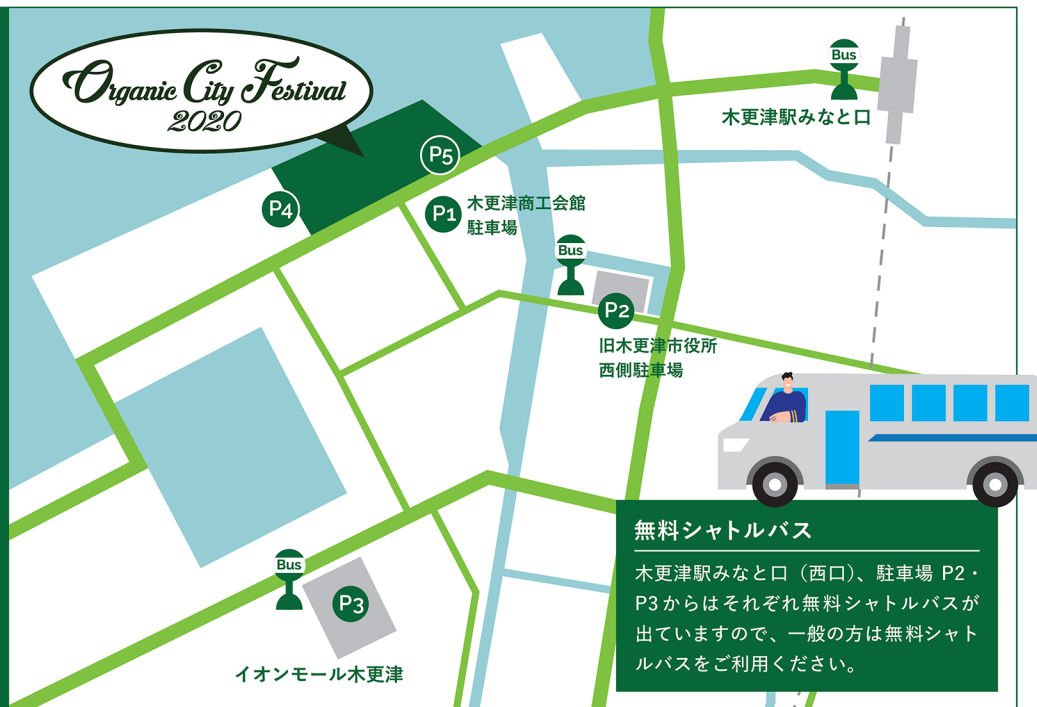 Organic City Festival
2020
Bus
木更津駅みなと口
P5
P4
P1
木更津商工会館
駐車場
Bus
P2
旧木更津市役所
西側駐車場
Bus
P3
イオンモール木更津
無料シャトルバス
木更津駅みなと口（西口）、駐車場 P2・
P3からはそれぞれ無料シャトルバスが
出ていますので、一般の方は無料シャト
ルバスをご利用ください。